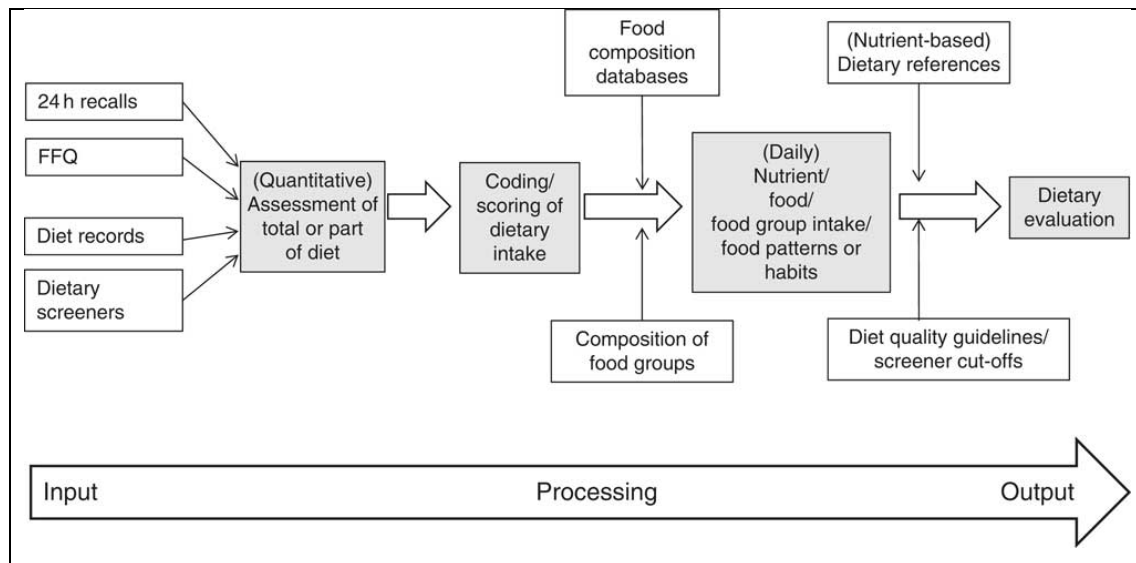 24 h recalls
FFQ
Diet records
Dietary
screeners
(Quantitative)
Assessment of
total or part
of diet
Coding/
scoring of
dietary
intake
Food
composition
databases
Composition of
food groups
(Daily)
Nutrient/
food/
food group intake/
food patterns or
habits
(Nutrient-based)
Dietary references
Diet quality guidelines/
screener cut-offs
Dietary
evaluation
Input
Processing
Output